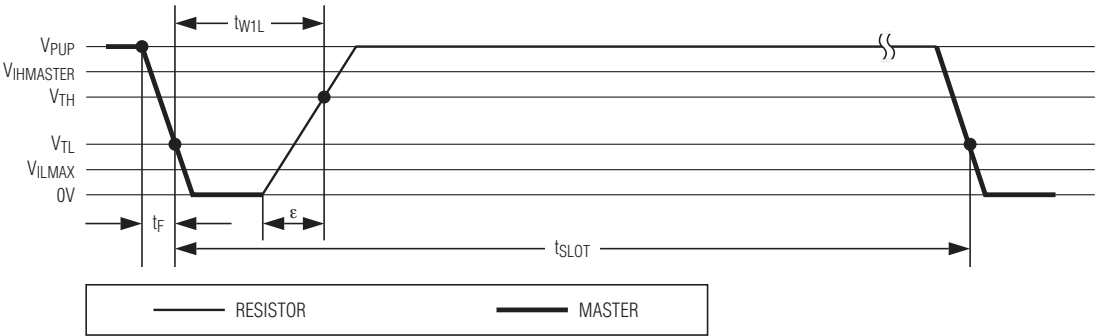 tW1L
VPUP
VIHMASTER
VTH
VTL
VILMAX
0V
tF
ε
tSLOT
RESISTOR MASTER